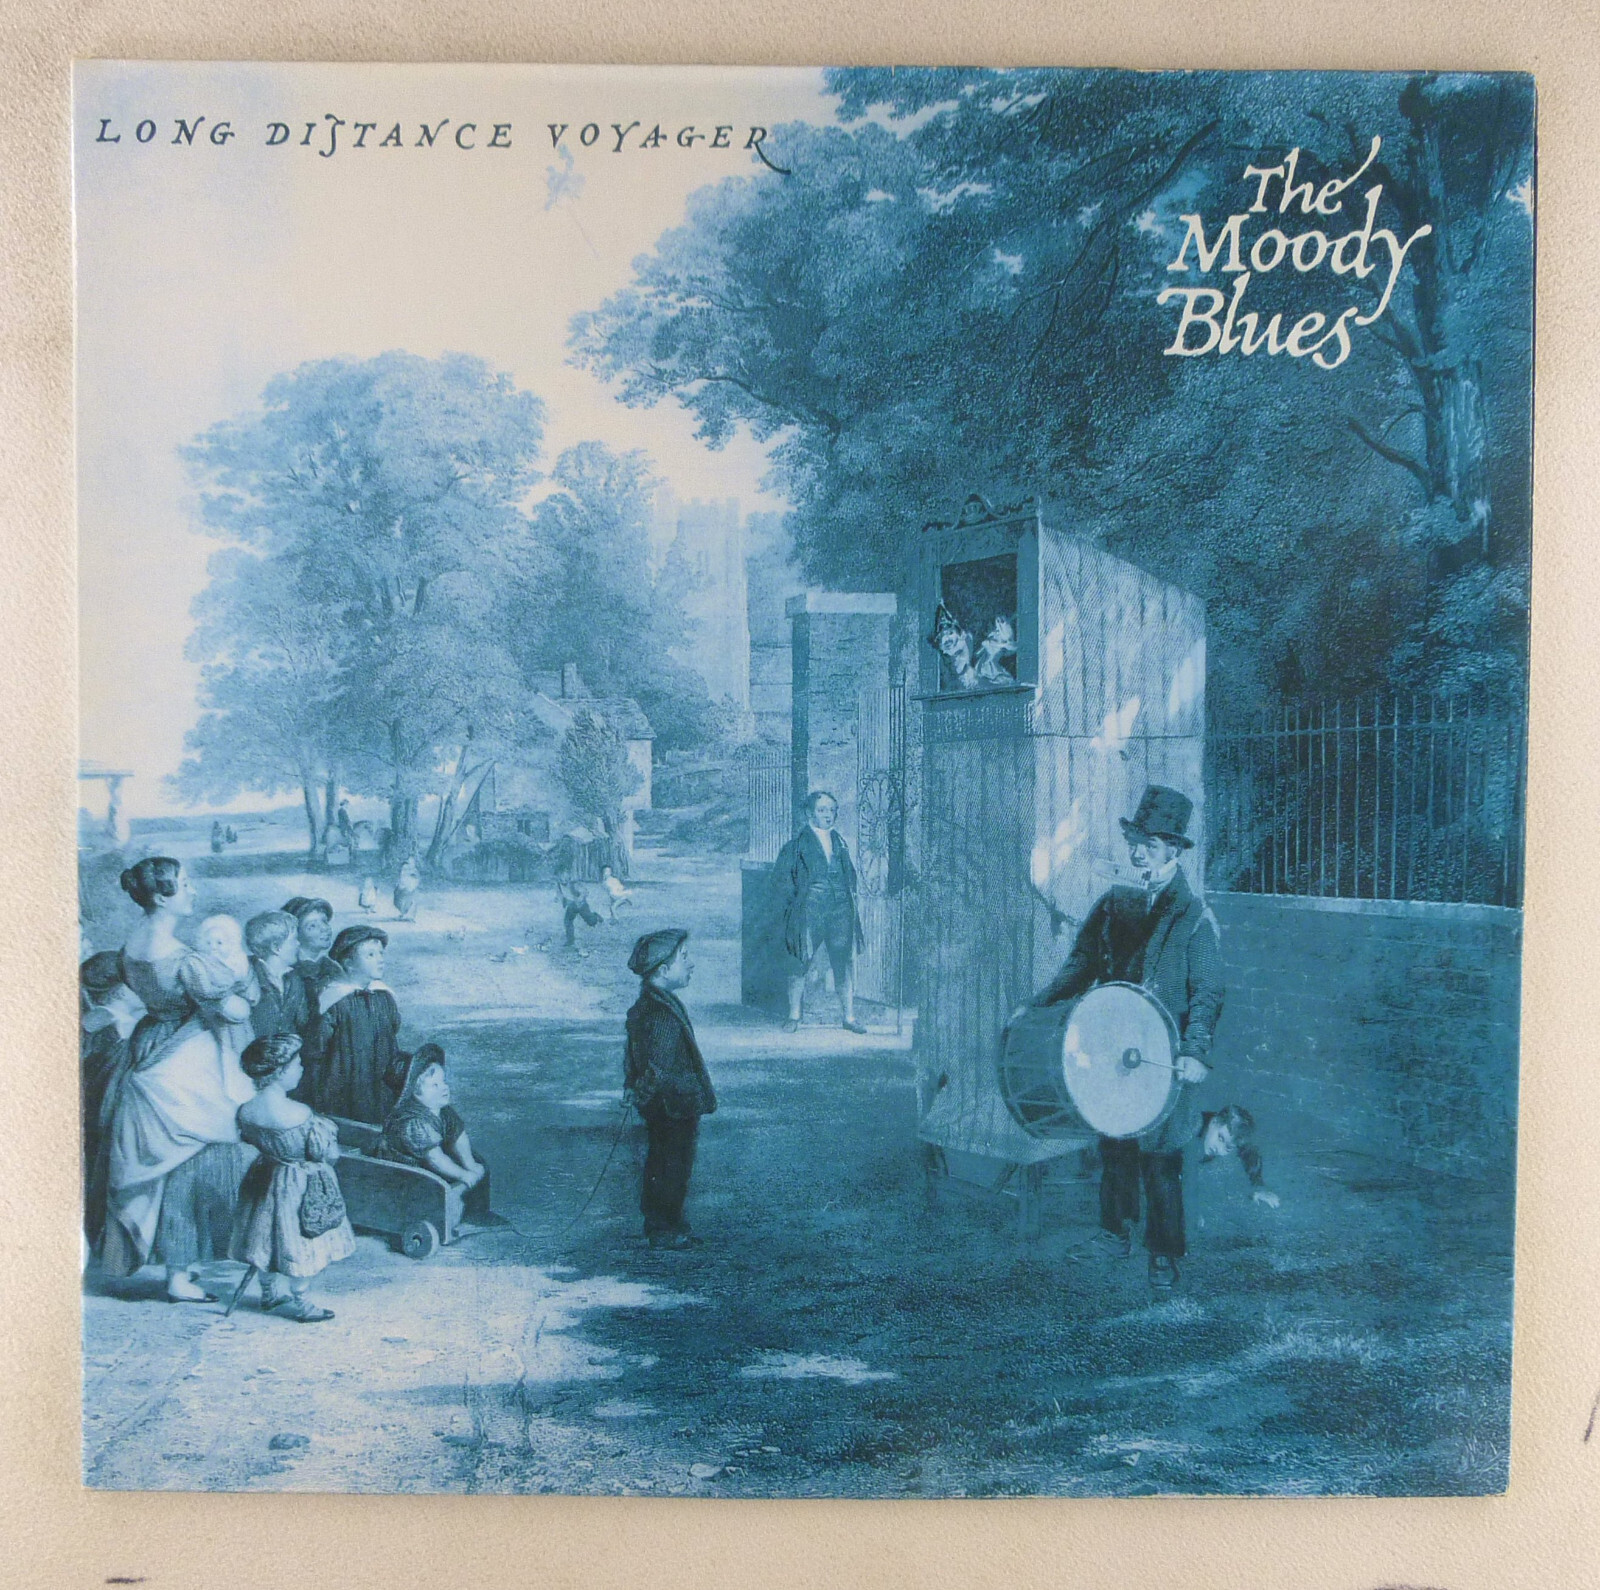 LONG DISTANCE VOYAGER
The
Moody
Blues